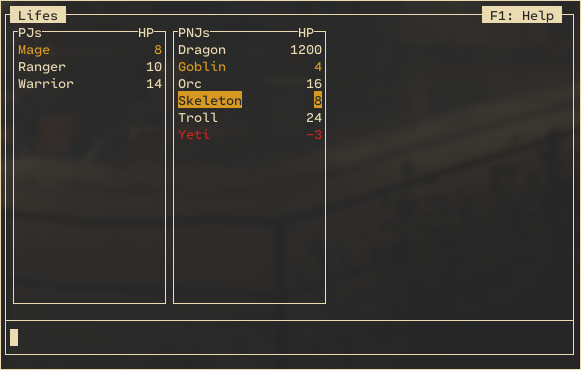 Lifes F1: Help
PJs HP PNJs HP
Mage 8 Dragon 1200
Ranger 10 Goblin 4
Warrior 14 Orc 16
Skeleton 8
Troll 24
Yeti -3